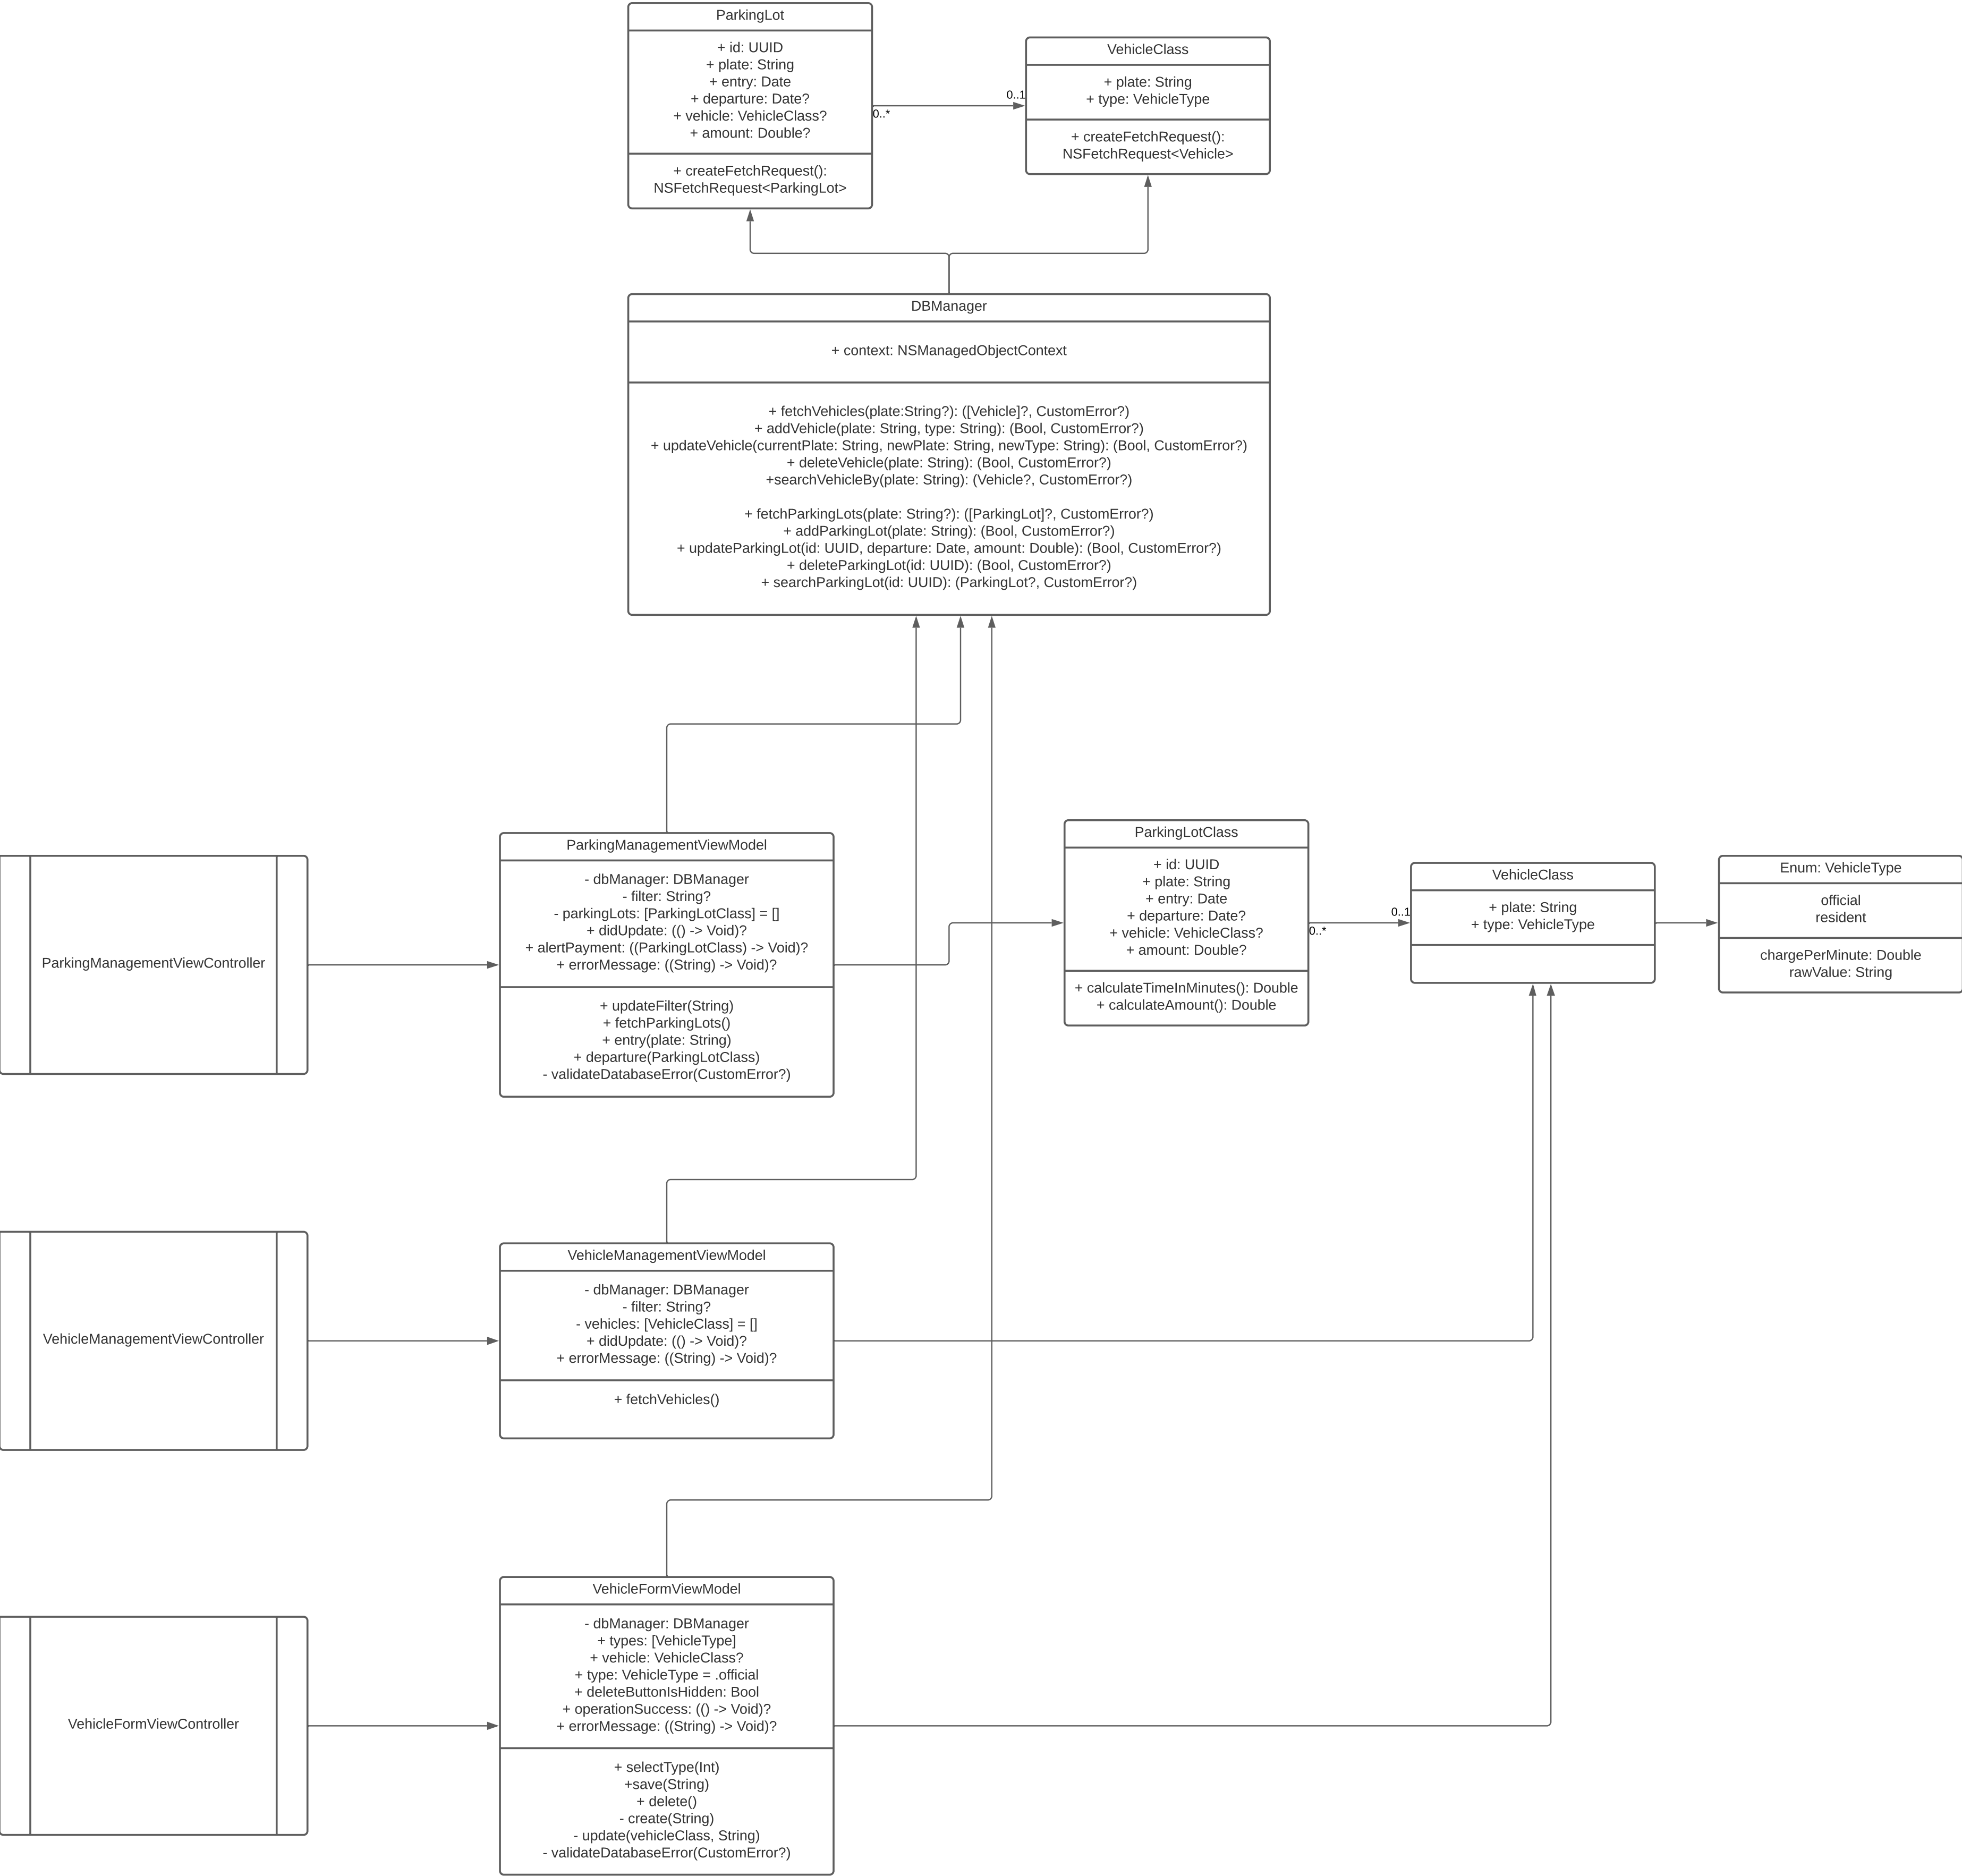 ParkingLot
+ id: UUID
+ plate: String
+ entry: Date
+ departure: Date?
+ vehicle: VehicleClass?
+ amount: Double?
+ createFetchRequest():
NSFetchRequest<ParkingLot>
0..*
0..1
VehicleClass
+ plate: String
+ type: VehicleType
+ createFetchRequest():
NSFetchRequest<Vehicle>
DBManager
+ context: NSManagedObjectContext
+ fetchVehicles(plate:String?): ([Vehicle]?, CustomError?)
+ addVehicle(plate: String, type: String): (Bool, CustomError?)
+ updateVehicle(currentPlate: String, newPlate: String, newType: String): (Bool, CustomError?)
+ deleteVehicle(plate: String): (Bool, CustomError?)
+searchVehicleBy(plate: String): (Vehicle?, CustomError?)
+ fetchParkingLots(plate: String?): ([ParkingLot]?, CustomError?)
+ addParkingLot(plate: String): (Bool, CustomError?)
+ updateParkingLot(id: UUID, departure: Date, amount: Double): (Bool, CustomError?)
+ deleteParkingLot(id: UUID): (Bool, CustomError?)
+ searchParkingLot(id: UUID): (ParkingLot?, CustomError?)
ParkingManagementViewController
ParkingManagementViewModel
- dbManager: DBManager
- filter: String?
- parkingLots: [ParkingLotClass] = []
+ didUpdate: (() -> Void)?
+ alertPayment: ((ParkingLotClass) -> Void)?
+ errorMessage: ((String) -> Void)?
+ updateFilter(String)
+ fetchParkingLots()
+ entry(plate: String)
+ departure(ParkingLotClass)
- validateDatabaseError(CustomError?)
ParkingLotClass
+ id: UUID
+ plate: String
+ entry: Date
+ departure: Date?
+ vehicle: VehicleClass?
+ amount: Double?
+ calculateTimeInMinutes(): Double
+ calculateAmount(): Double
0..*
0..1
VehicleClass
+ plate: String
+ type: VehicleType
Enum: VehicleType
official
resident
chargePerMinute: Double
rawValue: String
VehicleManagementViewController
VehicleManagementViewModel
- dbManager: DBManager
- filter: String?
- vehicles: [VehicleClass] = []
+ didUpdate: (() -> Void)?
+ errorMessage: ((String) -> Void)?
+ fetchVehicles()
VehicleFormViewController
VehicleFormViewModel
- dbManager: DBManager
+ types: [VehicleType]
+ vehicle: VehicleClass?
+ type: VehicleType = .official
+ deleteButtonIsHidden: Bool
+ operationSuccess: (() -> Void)?
+ errorMessage: ((String) -> Void)?
+ selectType(Int)
+save(String)
+ delete()
- create(String)
- update(vehicleClass, String)
- validateDatabaseError(CustomError?)